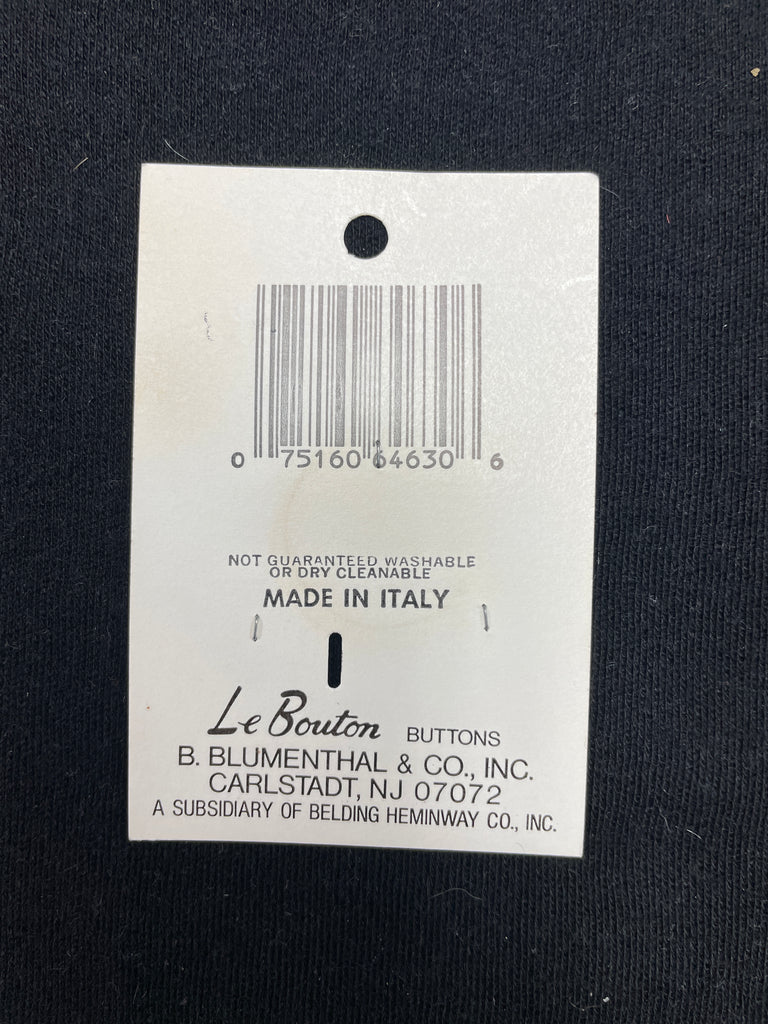 0 75160 64630 6
NOT GUARANTEED WASHABLE
OR DRY CLEANABLE
MADE IN ITALY
Le Bouton BUTTONS
B. BLUMENTHAL & CO., INC.
CARLSTADT, NJ 07072
A SUBSIDIARY OF BELDING HEMINWAY CO., INC.